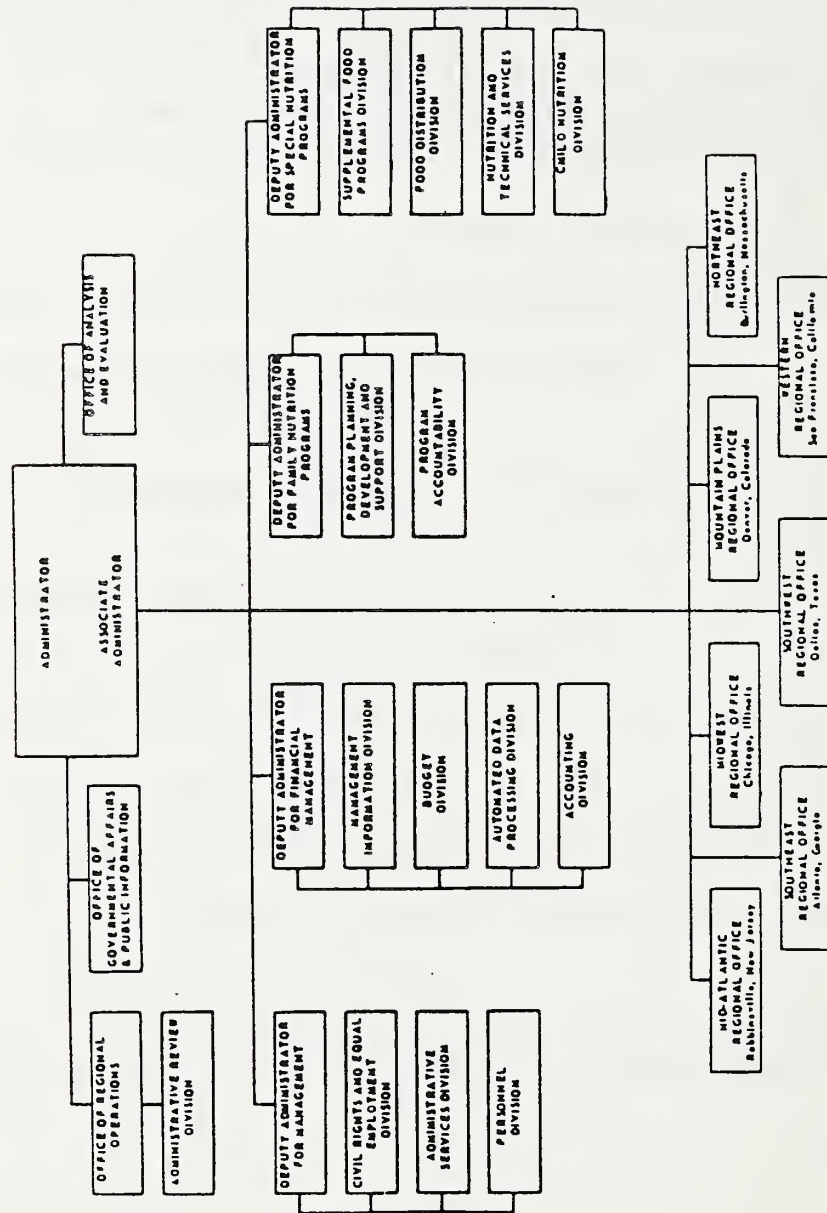 ADMINISTRATOR
ASSOCIATE
ADMINISTRATOR
OFFICE OF ANALYSIS
AND EVALUATION
OFFICE OF
GOVERNMENTAL AFFAIRS
& PUBLIC INFORMATION
OFFICE OF REGIONAL
OPERATIONS
ADMINISTRATIVE REVIEW
DIVISION
DEPUTY ADMINISTRATOR
FOR MANAGEMENT
CIVIL RIGHTS AND EQUAL
EMPLOYMENT
DIVISION
ADMINISTRATIVE
SERVICES DIVISION
PERSONNEL
DIVISION
DEPUTY ADMINISTRATOR
FOR FINANCIAL
MANAGEMENT
MANAGEMENT
INFORMATION DIVISION
BUDGET
DIVISION
AUTOMATED DATA
PROCESSING DIVISION
ACCOUNTING
DIVISION
DEPUTY ADMINISTRATOR
FOR FAMILY NUTRITION
PROGRAMS
PROGRAM PLANNING,
DEVELOPMENT AND
SUPPORT DIVISION
PROGRAM
ACCOUNTABILITY
DIVISION
DEPUTY ADMINISTRATOR
FOR SPECIAL NUTRITION
PROGRAMS
SUPPLEMENTAL FOOD
PROGRAMS DIVISION
FOOD DISTRIBUTION
DIVISION
NUTRITION AND
TECHNICAL SERVICES
DIVISION
CHILD NUTRITION
DIVISION
MID-ATLANTIC
REGIONAL OFFICE
Robbinsville, New Jersey
SOUTHEAST
REGIONAL OFFICE
Atlanta, Georgia
MIDWEST
REGIONAL OFFICE
Chicago, Illinois
SOUTHWEST
REGIONAL OFFICE
Dallas, Texas
MOUNTAIN PLAINS
REGIONAL OFFICE
Denver, Colorado
WESTERN
REGIONAL OFFICE
San Francisco, California
NORTHEAST
REGIONAL OFFICE
Burlington, Massachusetts